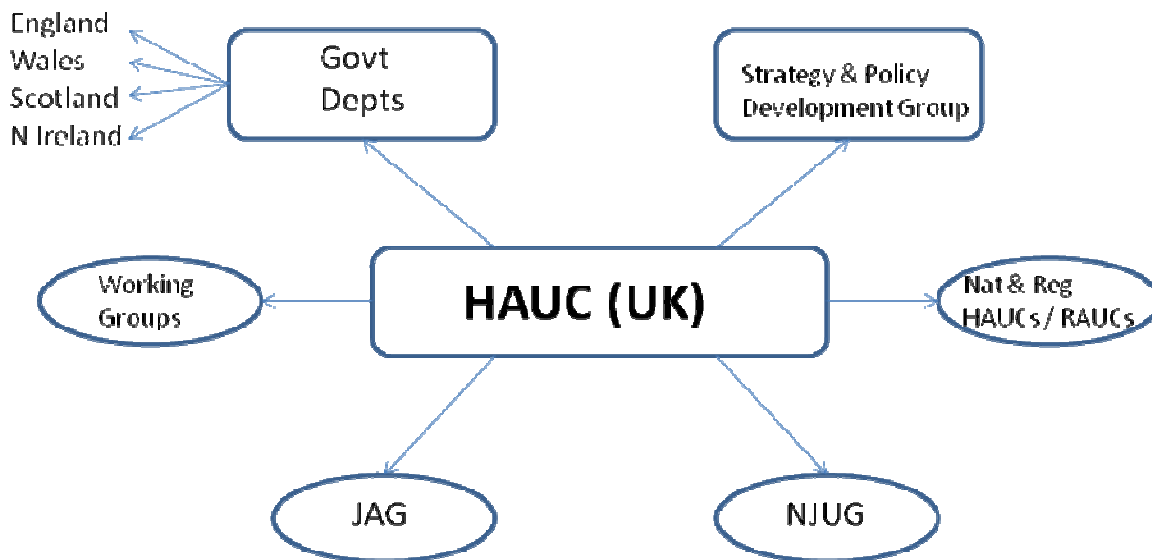 England
Wales
Scotland
N Ireland
Govt
Depts
Strategy & Policy
Development Group
HAUC (UK)
Working
Groups
Nat & Reg
HAUCs / RAUCs
JAG
NJUG